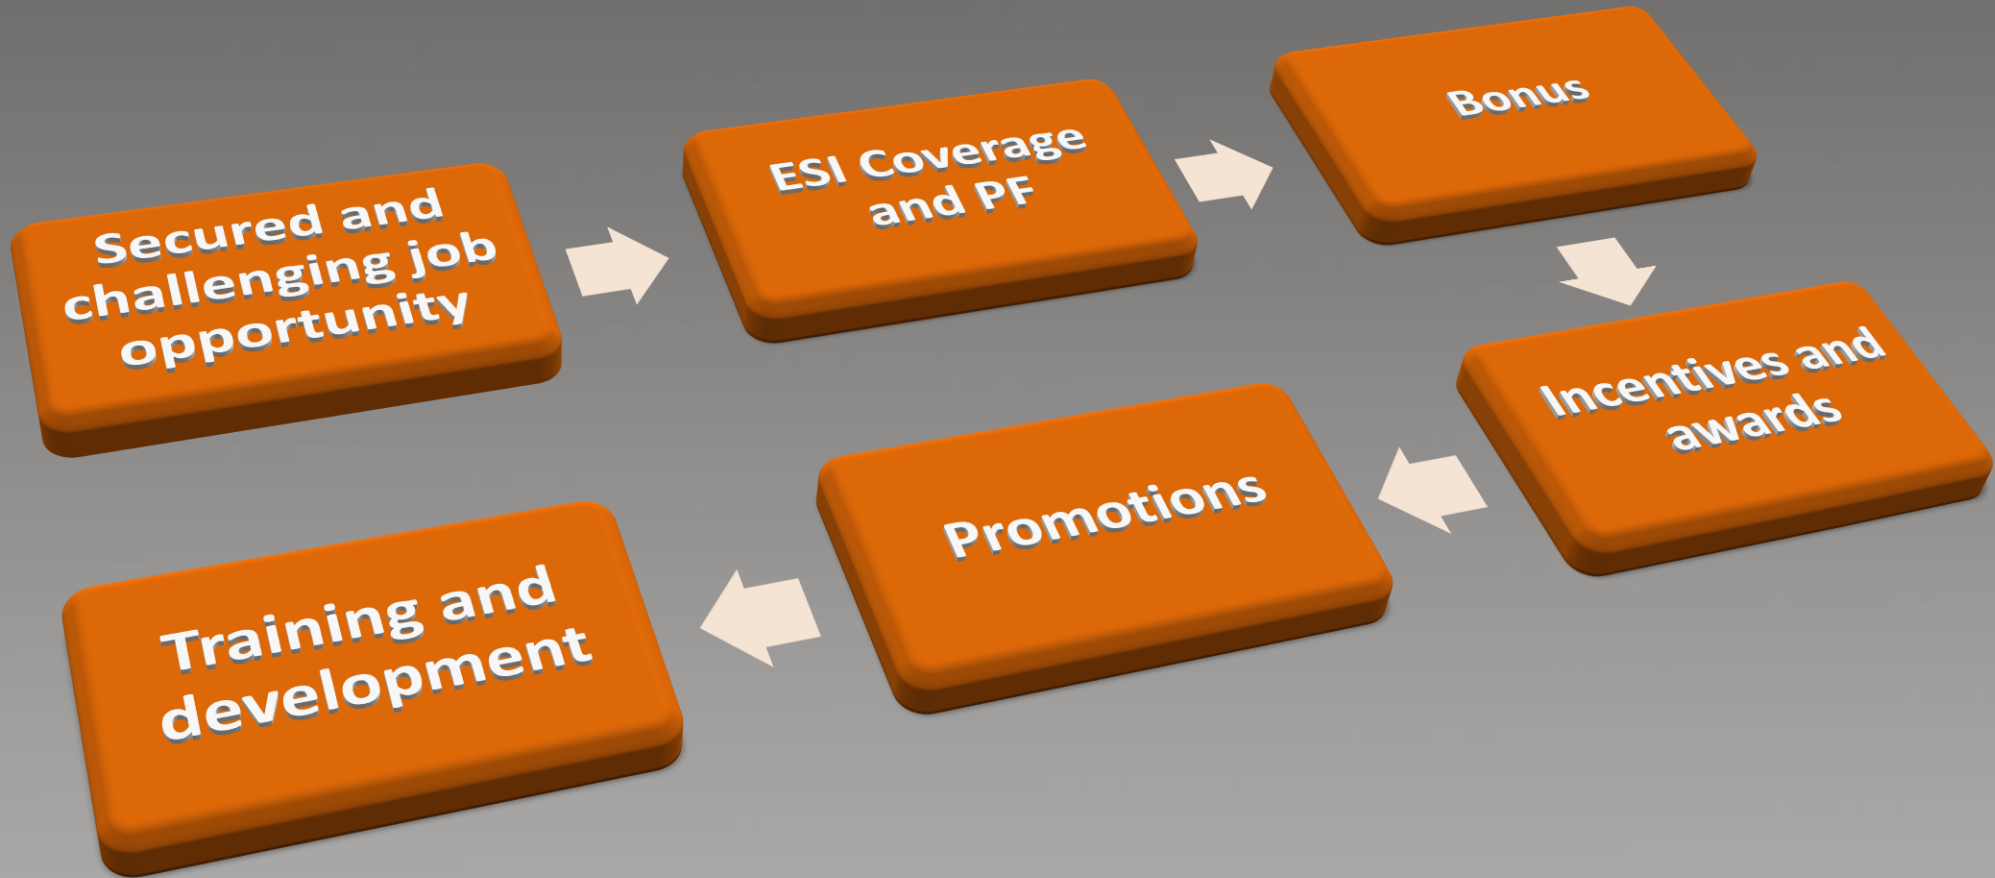 Secured and
challenging job
opportunity
ESI Coverage
and PF
Bonus
Incentives and
awards
Promotions
Training and
development